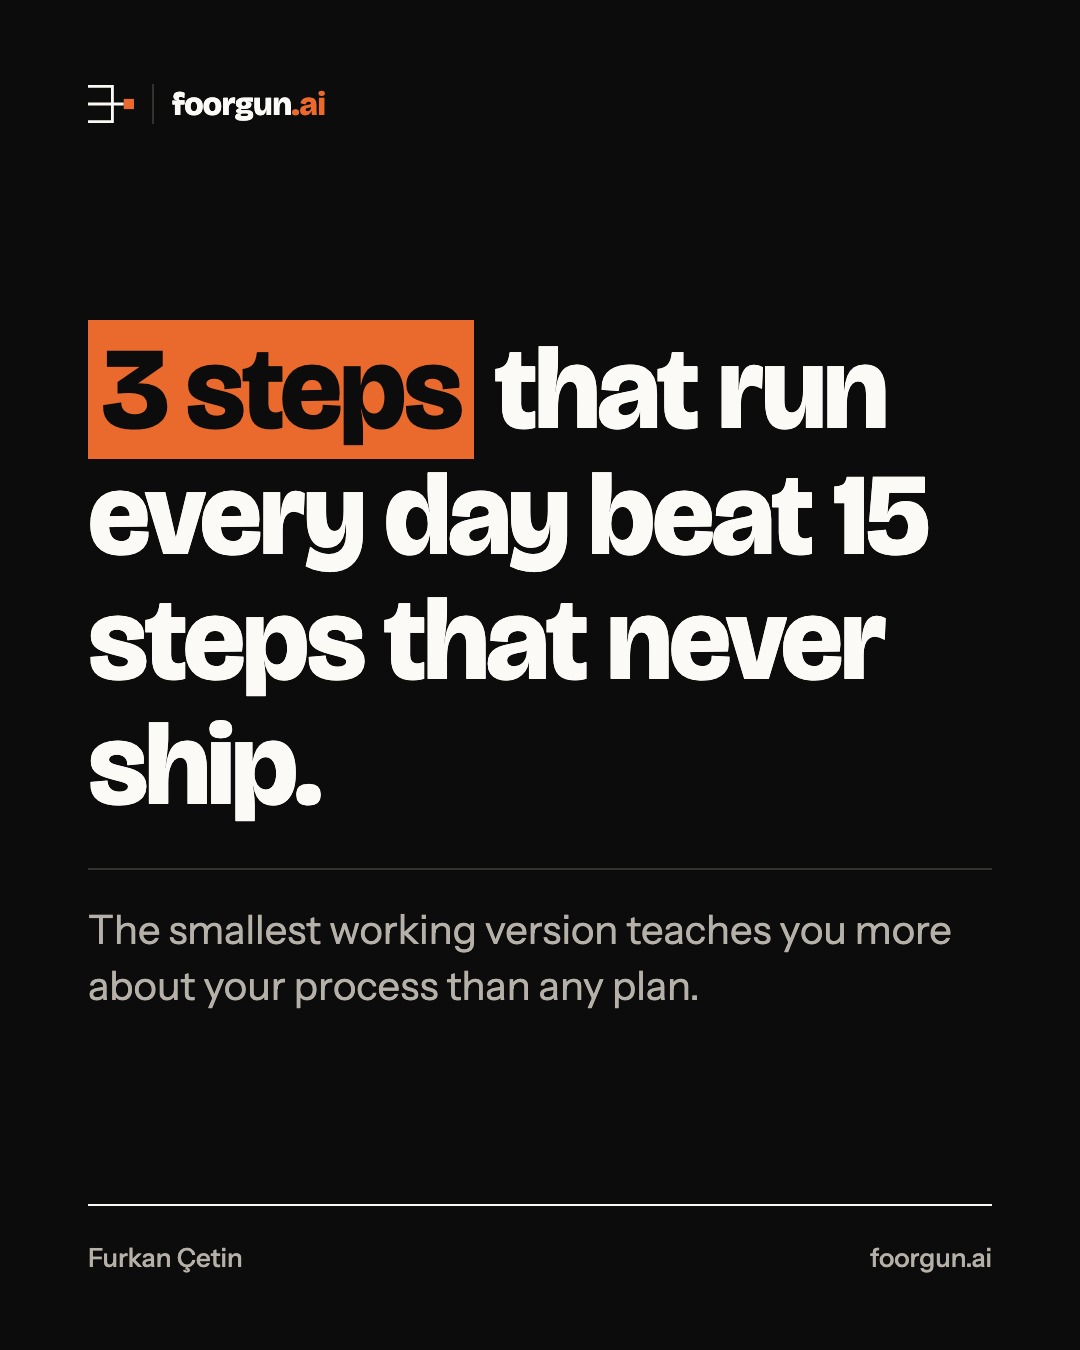 foorgun.ai
3 steps that run
every day beat 15
steps that never
ship.
The smallest working version teaches you more
about your process than any plan.
Furkan Çetin
foorgun.ai